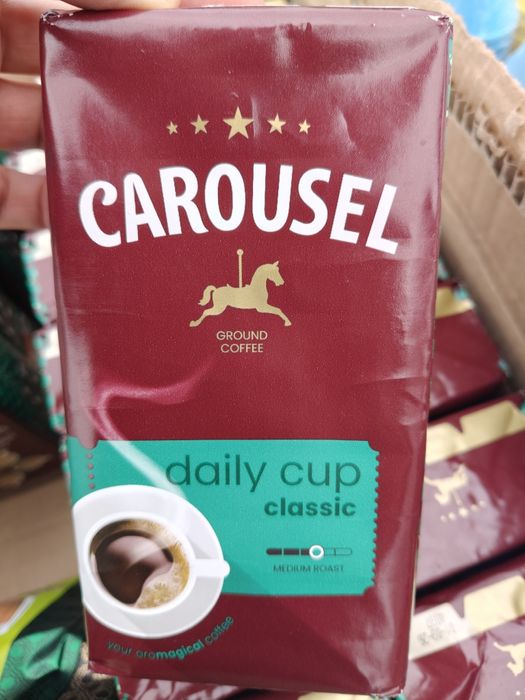 CAROUSEL
GROUND
COFFEE
daily cup
classic
MEDIUM ROAST
your aromagical coffee